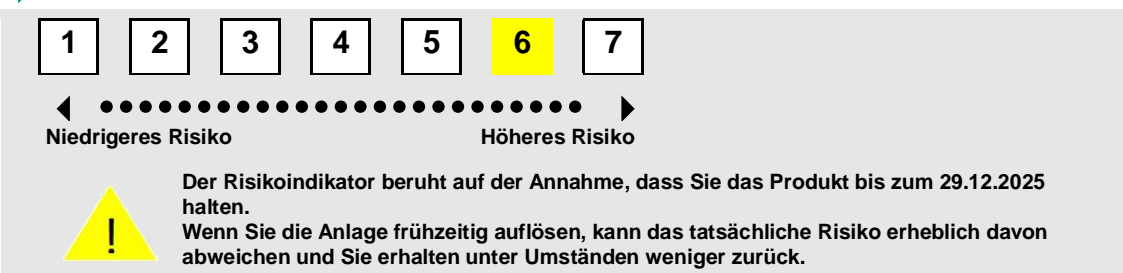 1 2 3 4 5 6 7
Niedrigeres Risiko Höheres Risiko
Der Risikoindikator beruht auf der Annahme, dass Sie das Produkt bis zum 29.12.2025
halten.
Wenn Sie die Anlage frühzeitig auflösen, kann das tatsächliche Risiko erheblich davon
! abweichen und Sie erhalten unter Umständen weniger zurück.